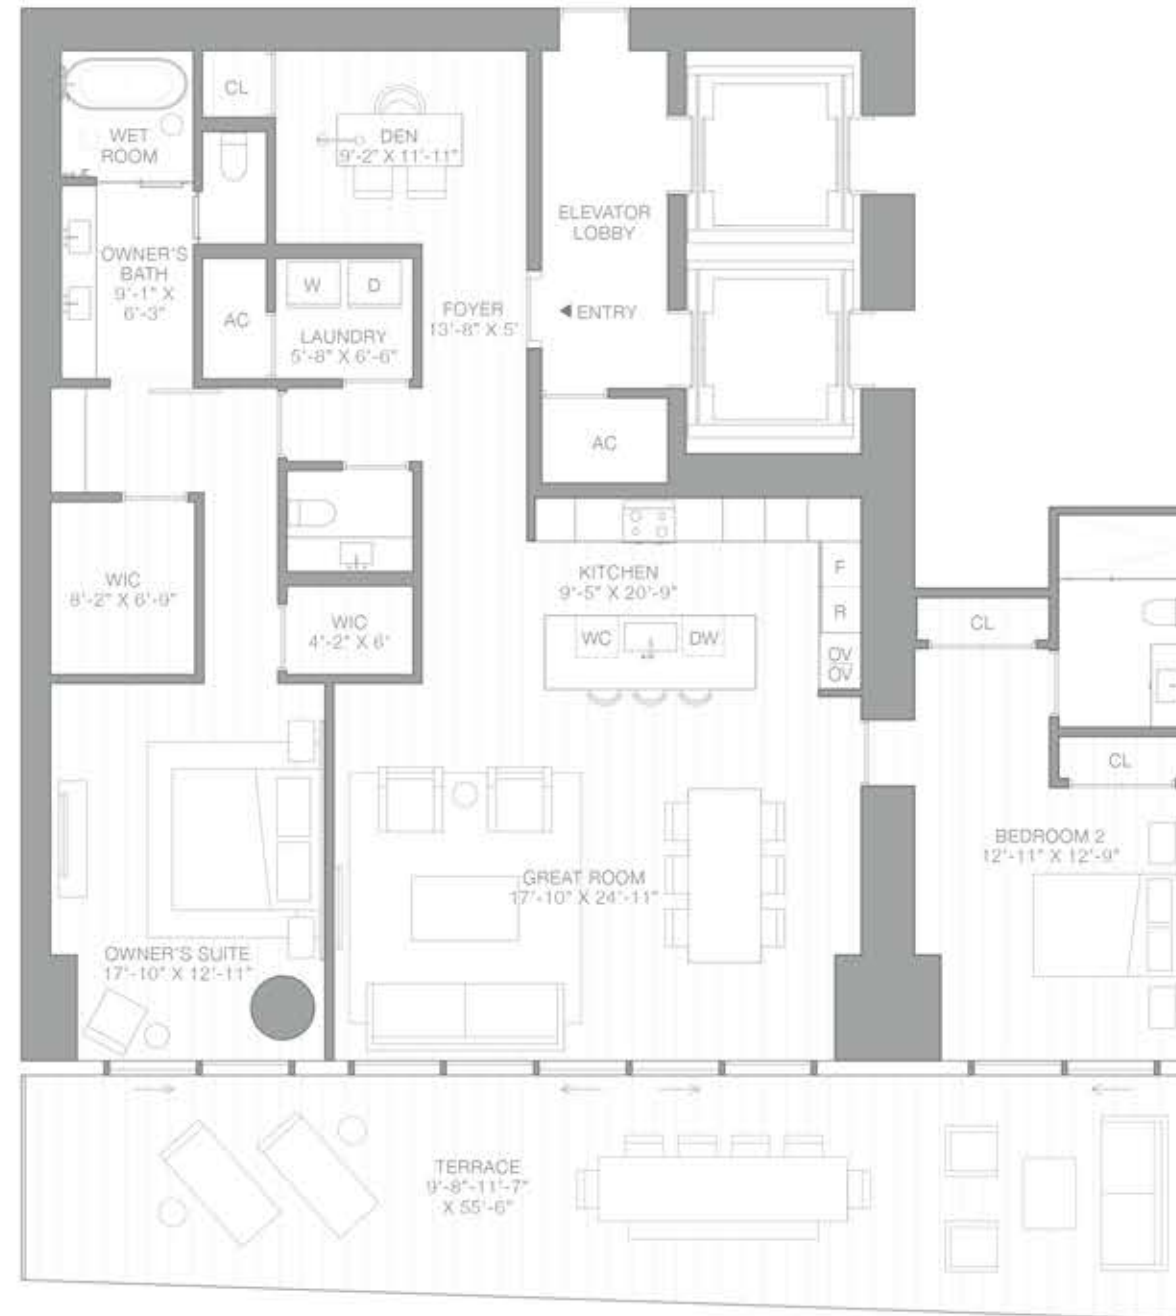 CL
WET
ROOM
DEN
9'-2" X 11'-11"
ELEVATOR
LOBBY
OWNER'S
BATH
9'-1" X
6'-3"
AC
W
D
LAUNDRY
5'-8" X 6'-6"
FOYER
13'-8" X 5'
ENTRY
AC
WIC
8'-2" X 6'-9"
WIC
4'-2" X 6'
KITCHEN
9'-5" X 20'-9"
F
R
OV
OV
WC
DW
CL
CL
BEDROOM 2
12'-11" X 12'-9"
GREAT ROOM
17'-10" X 24'-11"
OWNER'S SUITE
17'-10" X 12'-11"
TERRACE
9'-8"-11'-7"
X 55'-6"